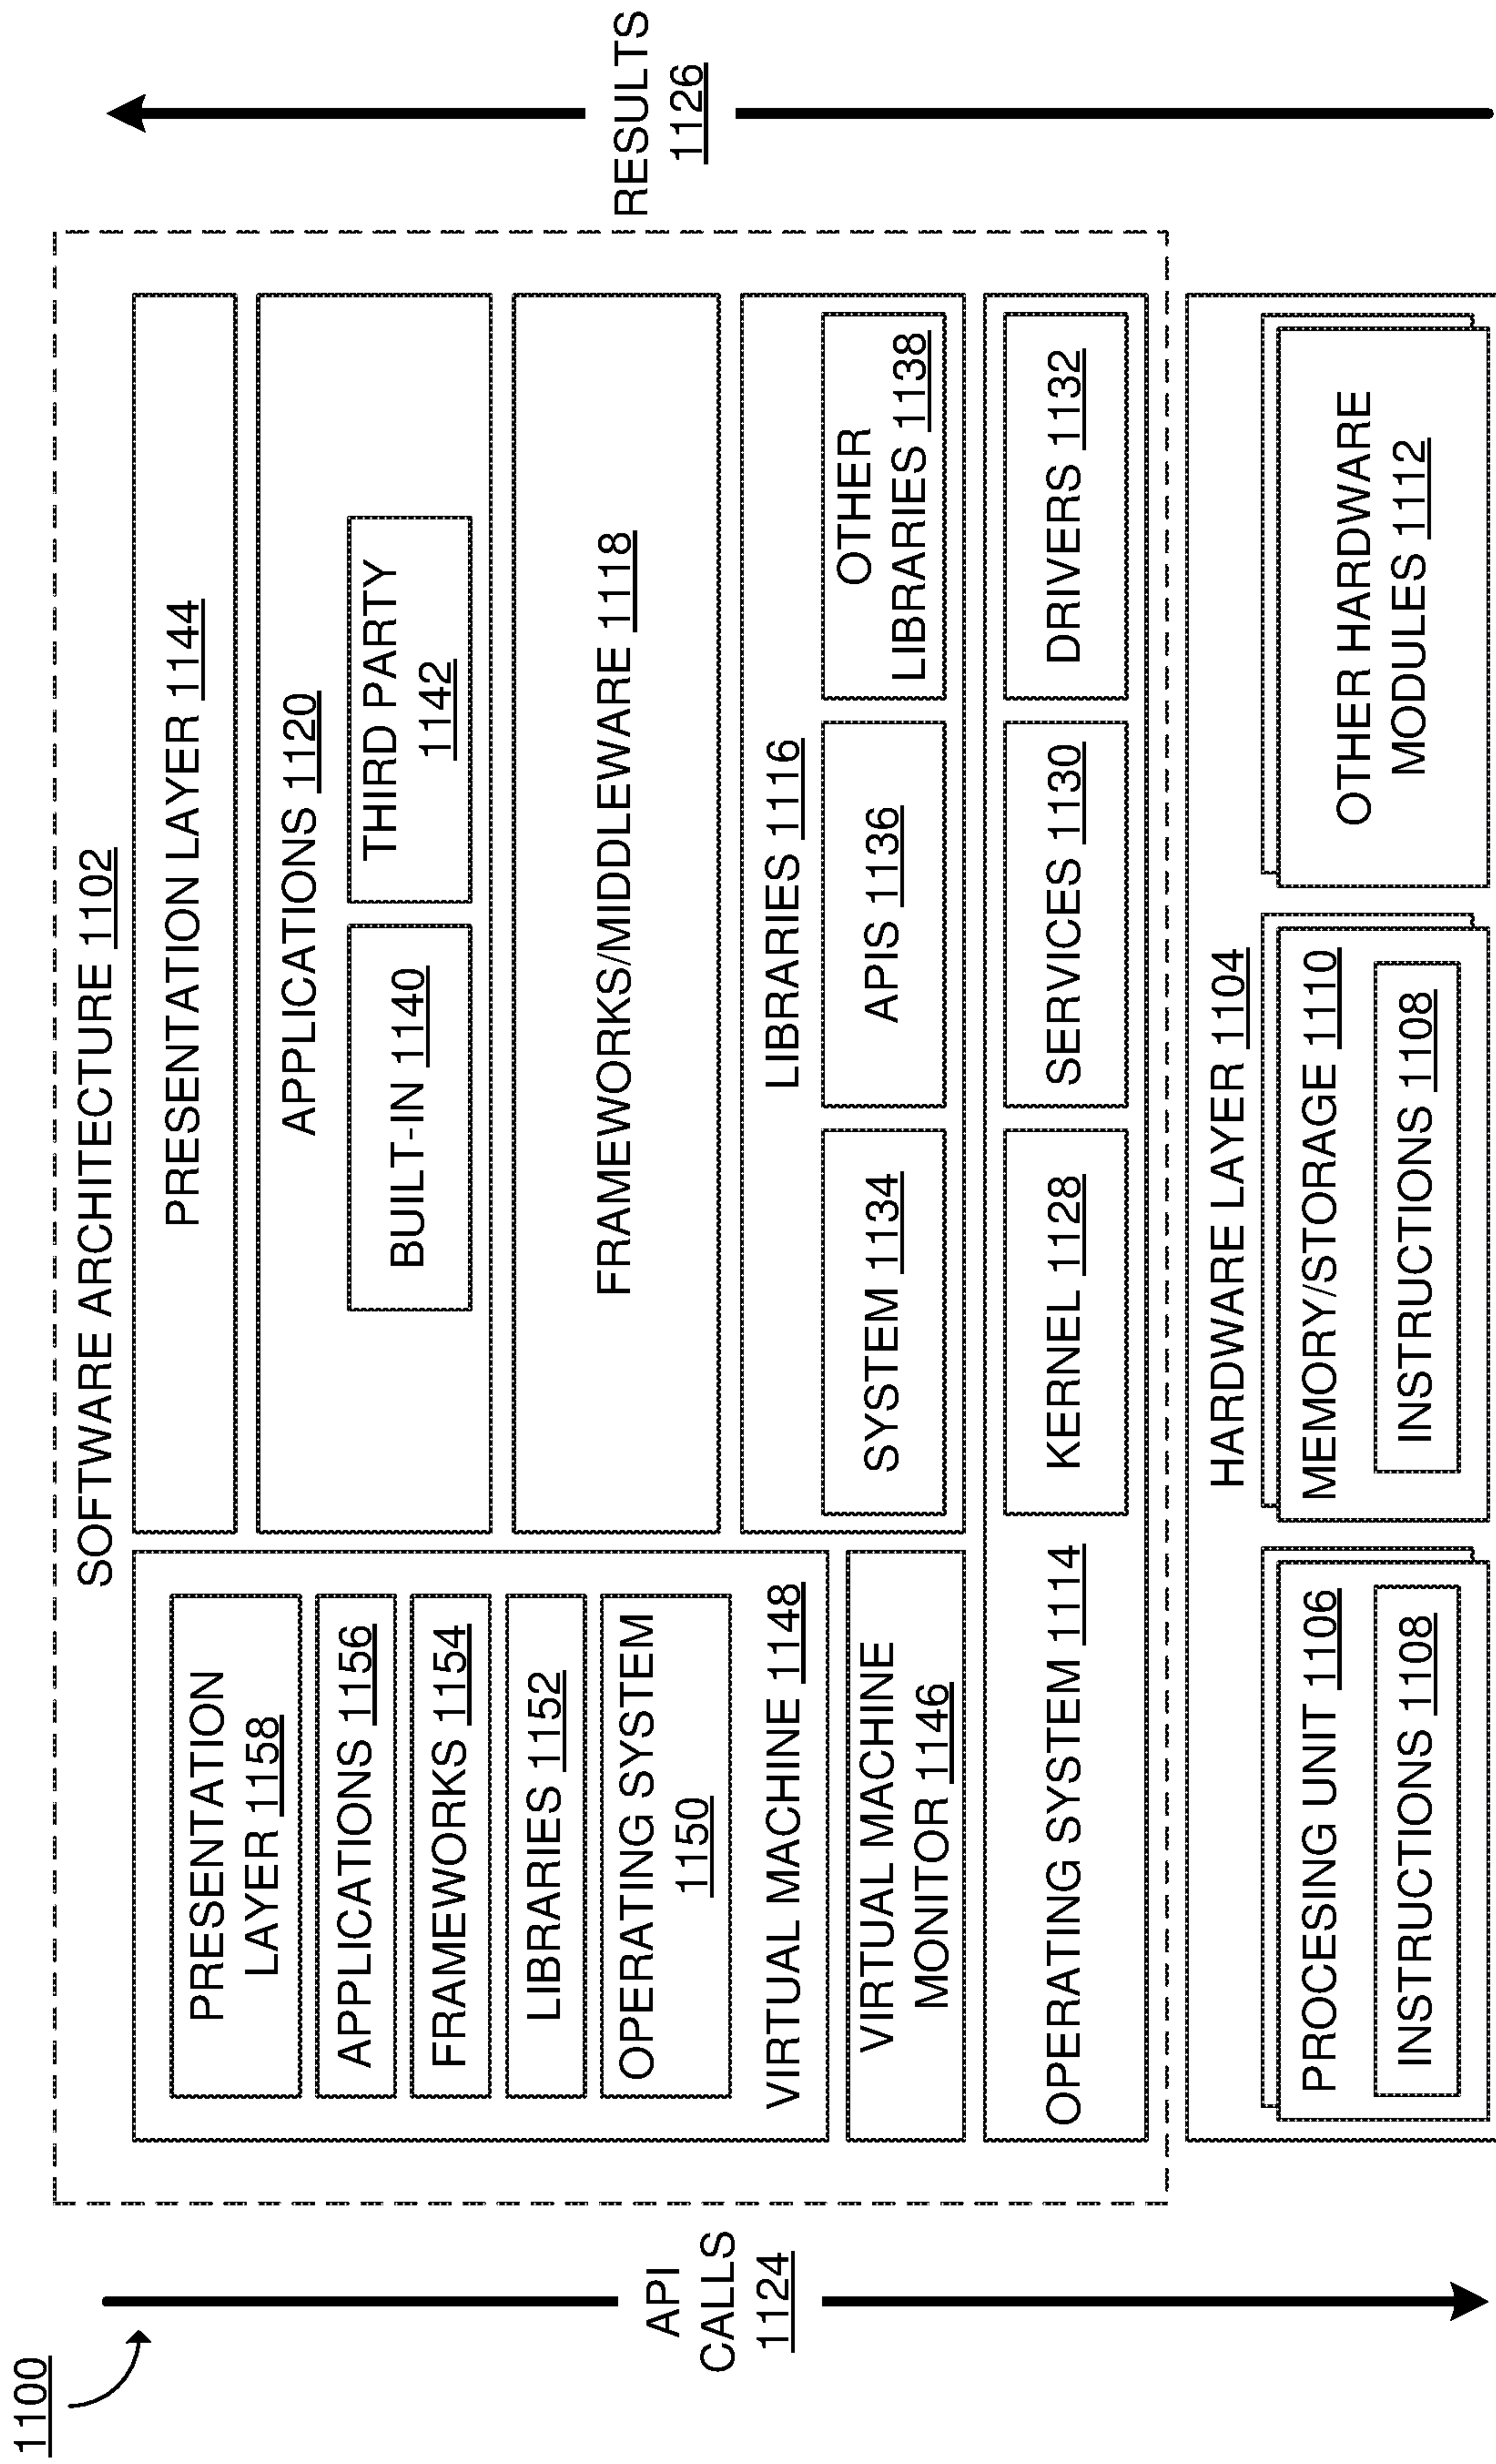 1100
SOFTWARE ARCHITECTURE 1102
PRESENTATION
LAYER 1158
APPLICATIONS 1156
FRAMEWORKS 1154
LIBRARIES 1152
OPERATING SYSTEM
1150
VIRTUAL MACHINE 1148
VIRTUAL MACHINE
MONITOR 1146
PRESENTATION LAYER 1144
APPLICATIONS 1120
BUILT-IN 1140
THIRD PARTY
1142
FRAMEWORKS/MIDDLEWARE 1118
LIBRARIES 1116
SYSTEM 1134
APIS 1136
OTHER
LIBRARIES 1138
OPERATING SYSTEM 1114
KERNEL 1128
SERVICES 1130
DRIVERS 1132
API
CALLS
1124
RESULTS
1126
HARDWARE LAYER 1104
PROCESSING UNIT 1106
INSTRUCTIONS 1108
MEMORY/STORAGE 1110
INSTRUCTIONS 1108
OTHER HARDWARE
MODULES 1112